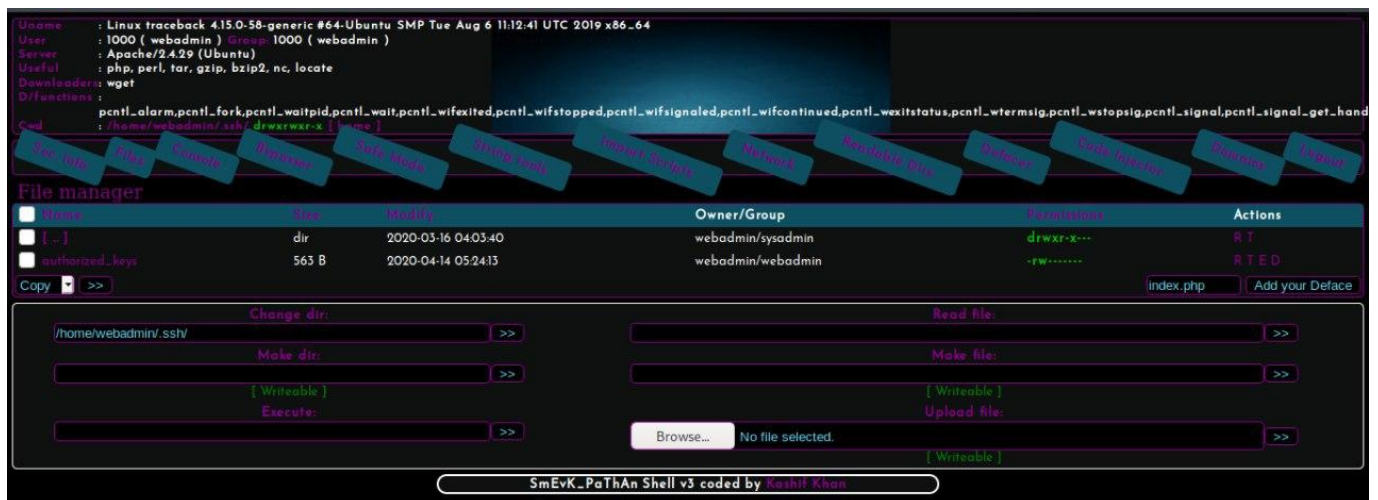 Uname : Linux traceback 4.15.0-58-generic #64-Ubuntu SMP Tue Aug 6 11:12:41 UTC 2019 x86_64
User : 1000 ( webadmin ) Group: 1000 ( webadmin )
Server : Apache/2.4.29 (Ubuntu)
Useful : php, perl, tar, gzip, bzip2, nc, locate
Downloaders: wget
D/functions :
pcntl_alarm,pcntl_fork,pcntl_waitpid,pcntl_wait,pcntl_wifexited,pcntl_wifstopped,pcntl_wifsignaled,pcntl_wifcontinued,pcntl_wexitstatus,pcntl_wtermsig,pcntl_wstopsig,pcntl_signal,pcntl_signal_get_hand
Cwd : /home/webadmin/.ssh/ drwxrwxr-x [ home ]
Sec. Info Files Console Bypasser Safe Mode String tools Import Scripts Network Readable Dirs Defacer Code Injector Domains Logout
File manager
Name Size Modify Owner/Group Permissions Actions
[ .. ] dir 2020-03-16 04:03:40 webadmin/sysadmin drwxr-x--- R T
authorized_keys 563 B 2020-04-14 05:24:13 webadmin/webadmin -rw------- R T E D
Copy >> index.php Add your Deface
Change dir: Read file:
/home/webadmin/.ssh/ >> >>
Make dir: Make file:
>> >>
[ Writeable ] [ Writeable ]
Execute: Upload file:
>> Browse... No file selected. >>
[ Writeable ]
SmEvK_PaThAn Shell v3 coded by Kashif Khan